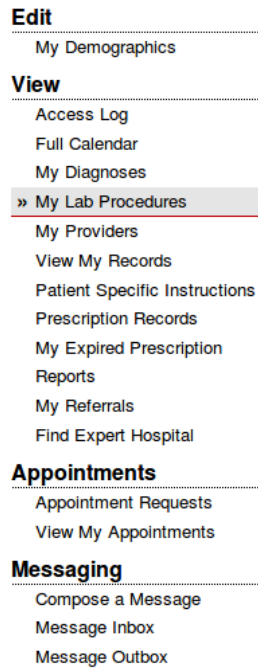 Edit
My Demographics
View
Access Log
Full Calendar
My Diagnoses
» My Lab Procedures
My Providers
View My Records
Patient Specific Instructions
Prescription Records
My Expired Prescription
Reports
My Referrals
Find Expert Hospital
Appointments
Appointment Requests
View My Appointments
Messaging
Compose a Message
Message Inbox
Message Outbox